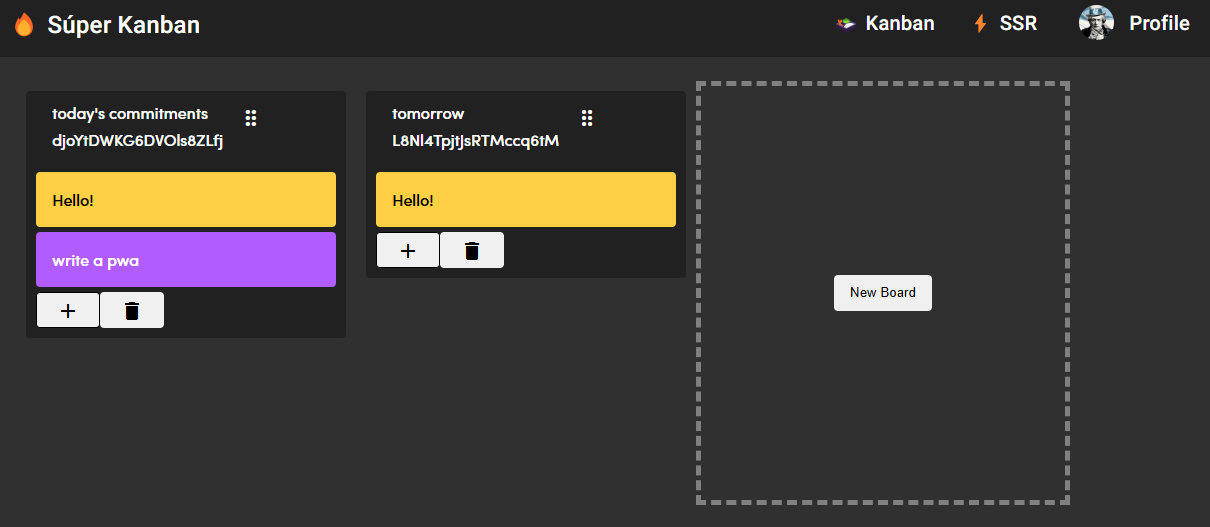 Súper Kanban
Kanban
SSR
Profile
today's commitments
djoYtDWKG6DVOls8ZLfj
Hello!
write a pwa
tomorrow
L8Nl4TpjtJsRTMccq6tM
Hello!
New Board